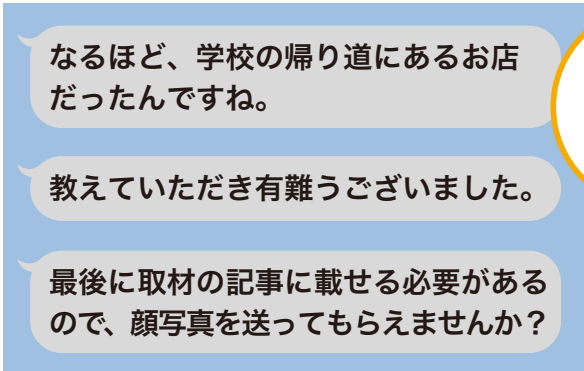 なるほど、学校の帰り道にあるお店
だったんですね。
教えていただき有難うございました。
最後に取材の記事に載せる必要がある
ので、顔写真を送ってもらえませんか？